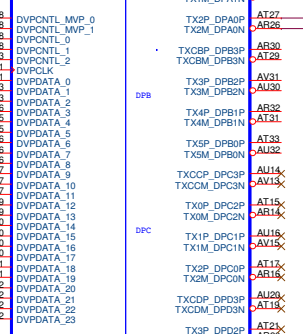 DVPCNTL_MVP_0
DVPCNTL_MVP_1
DVPCNTL_0
DVPCNTL_1
DVPCNTL_2
DVPCLK
DVPDATA_0
DVPDATA_1
DVPDATA_2
DVPDATA_3
DVPDATA_4
DVPDATA_5
DVPDATA_6
DVPDATA_7
DVPDATA_8
DVPDATA_9
DVPDATA_10
DVPDATA_11
DVPDATA_12
DVPDATA_13
DVPDATA_14
DVPDATA_15
DVPDATA_16
DVPDATA_17
DVPDATA_18
DVPDATA_19
DVPDATA_20
DVPDATA_21
DVPDATA_22
DVPDATA_23
DPB
DPC
TX2P_DPA0P AT27
TX2M_DPA0N AR26
TXCBP_DPB3P AR30
TXCBM_DPB3N AT29
TX3P_DPB2P AV31
TX3M_DPB2N AU30
TX4P_DPB1P AR32
TX4M_DPB1N AT31
TX5P_DPB0P AT33
TX5M_DPB0N AU32
TXCCP_DPC3P AU14
TXCCM_DPC3N AV13
TX0P_DPC2P AT15
TX0M_DPC2N AR14
TX1P_DPC1P AU16
TX1M_DPC1N AV15
TX2P_DPC0P AT17
TX2M_DPC0N AR16
TXCDP_DPD3P AU20
TXCDM_DPD3N AT19
TX3P_DPD2P AT21